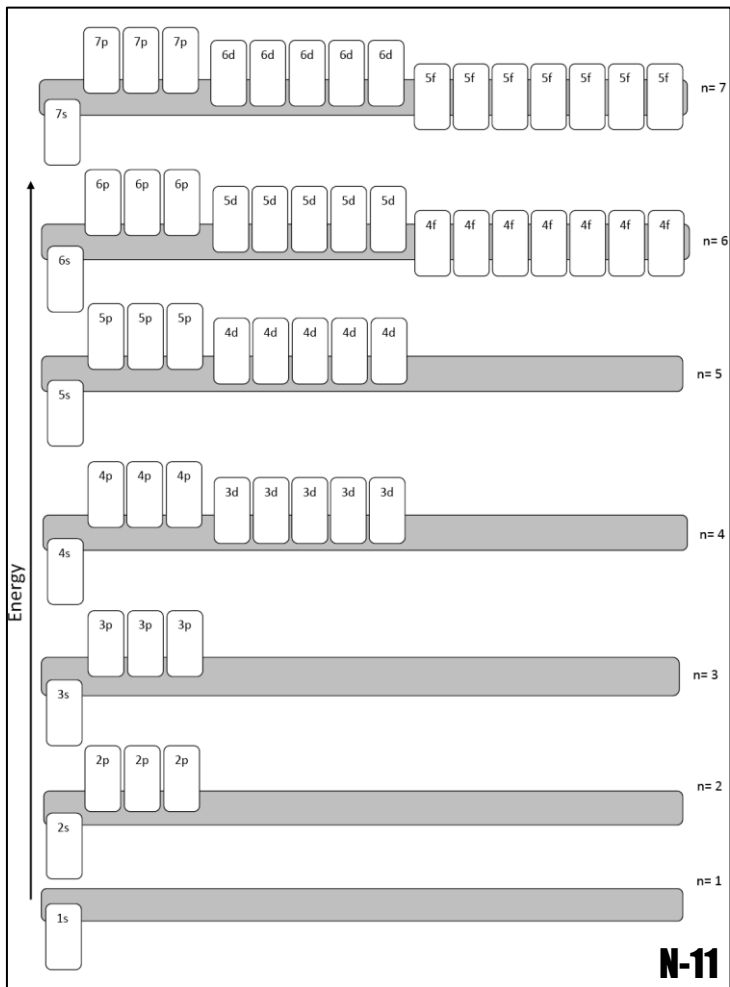 7p 7p 7p 6d 6d 6d 6d 6d
5f 5f 5f 5f 5f 5f 5f n= 7
7s
6p 6p 6p 5d 5d 5d 5d 5d
4f 4f 4f 4f 4f 4f 4f n= 6
6s
5p 5p 5p 4d 4d 4d 4d 4d
n= 5
5s
4p 4p 4p 3d 3d 3d 3d 3d
n= 4
4s
Energy
3p 3p 3p
n= 3
3s
2p 2p 2p
n= 2
2s
n= 1
1s
N-11